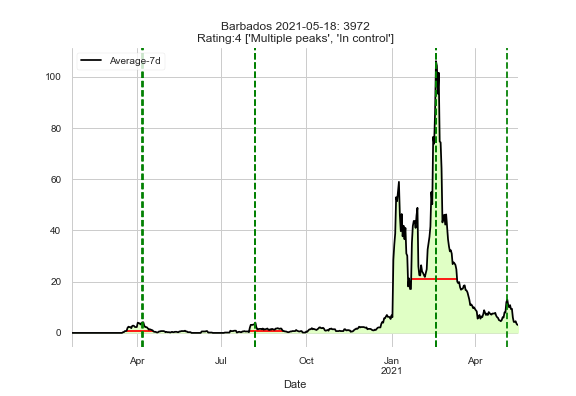 Barbados 2021-05-18: 3972
Rating:4 ['Multiple peaks', 'In control']
Average-7d
100
80
60
40
20
0
Apr Jul Oct Jan Apr
2021
Date